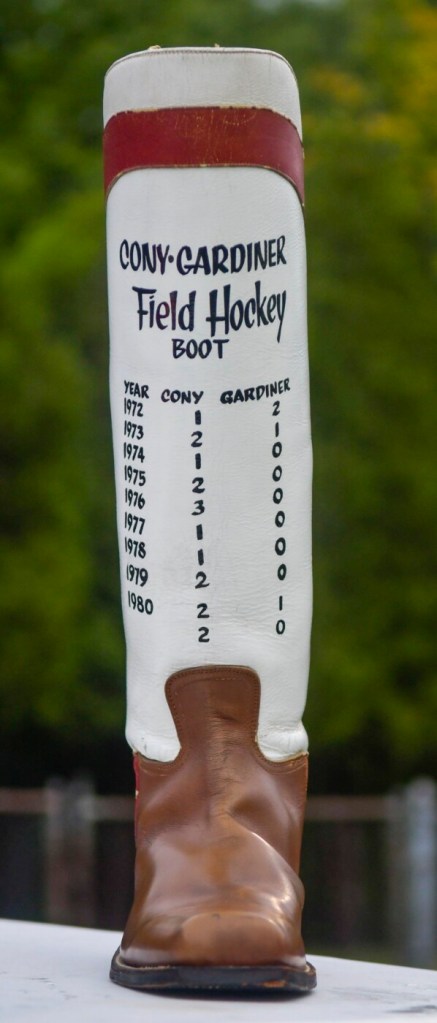 CONY·GARDINER
Field Hockey
BOOT
YEAR CONY GARDINER
1972 1 2
1973 2 1
1974 1 0
1975 2 0
1976 3 0
1977 1 0
1978 1 0
1979 2 0
1980 2 1
2 0